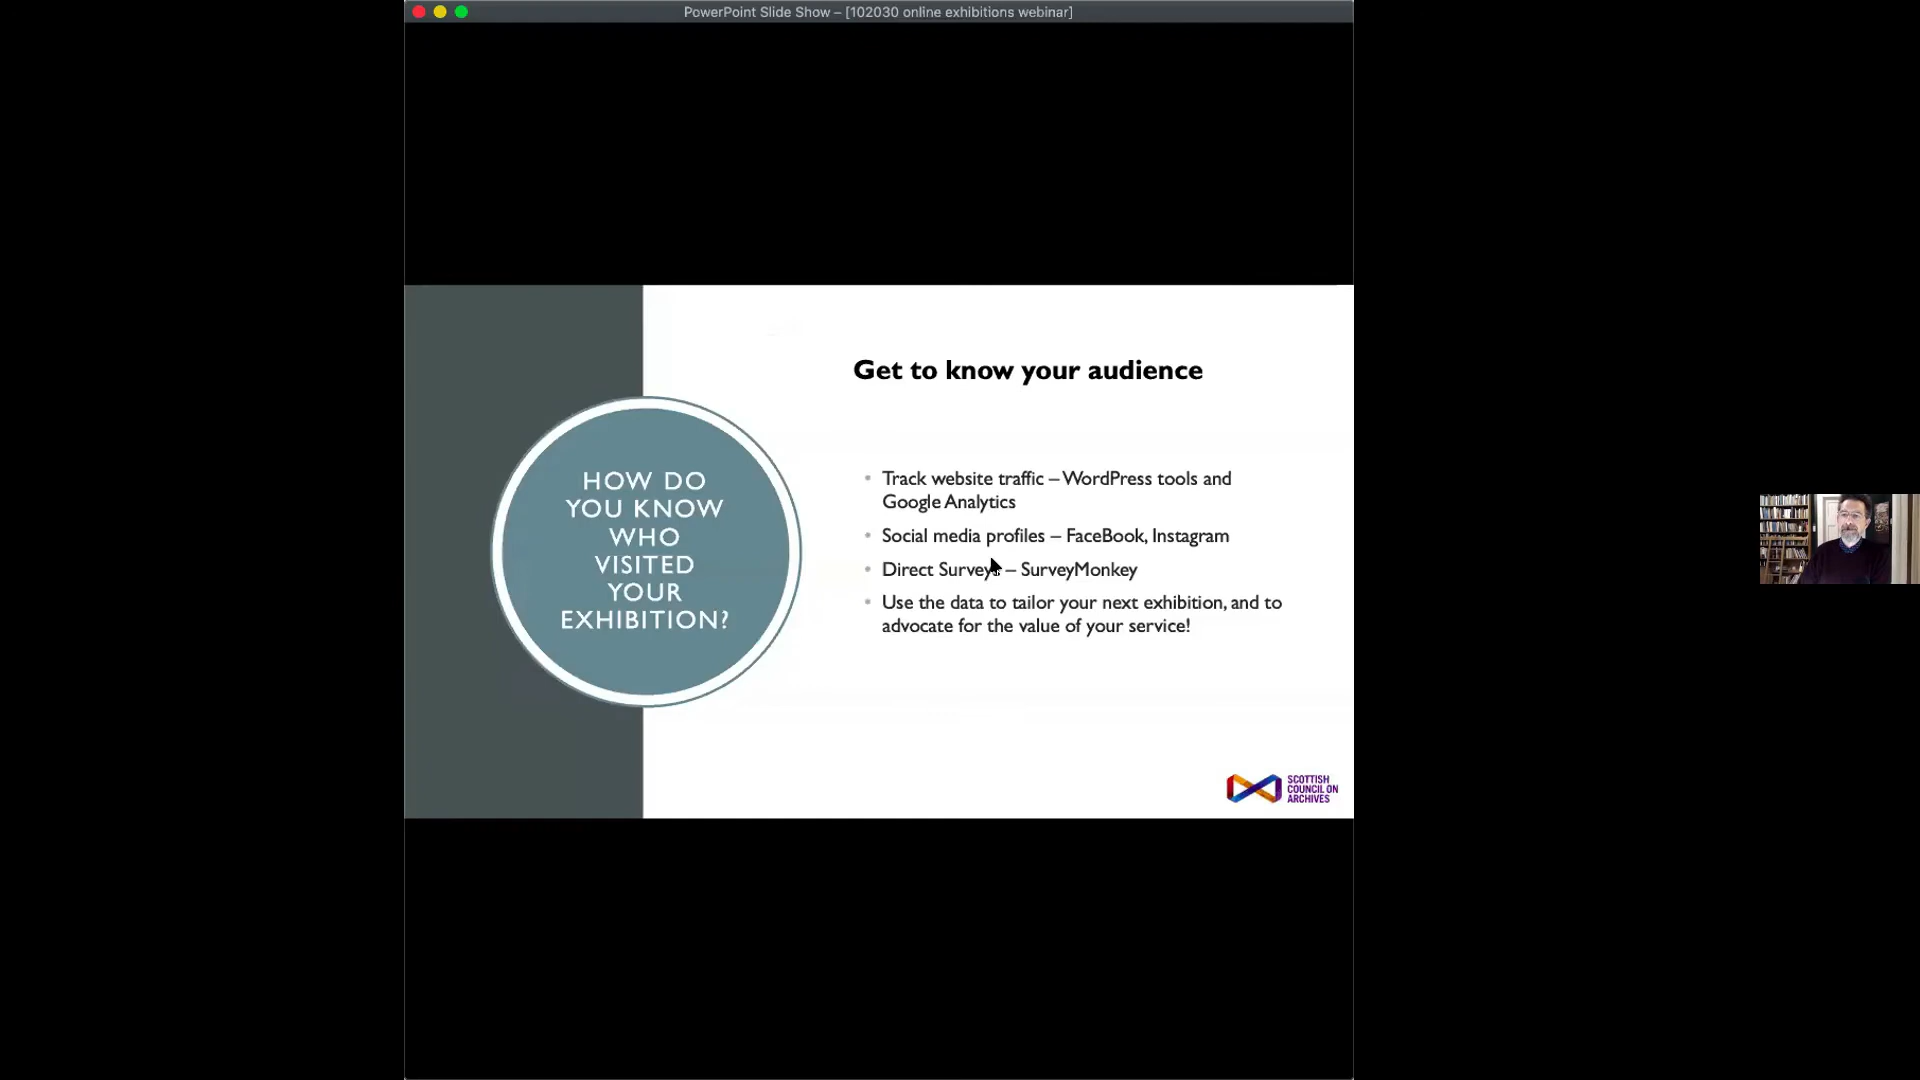 PowerPoint Slide Show – [102030 online exhibitions webinar]
HOW DO
YOU KNOW
WHO
VISITED
YOUR
EXHIBITION?
Get to know your audience
• Track website traffic – WordPress tools and
Google Analytics
• Social media profiles – FaceBook, Instagram
• Direct Surveys – SurveyMonkey
• Use the data to tailor your next exhibition, and to
advocate for the value of your service!
SCOTTISH
COUNCIL ON
ARCHIVES